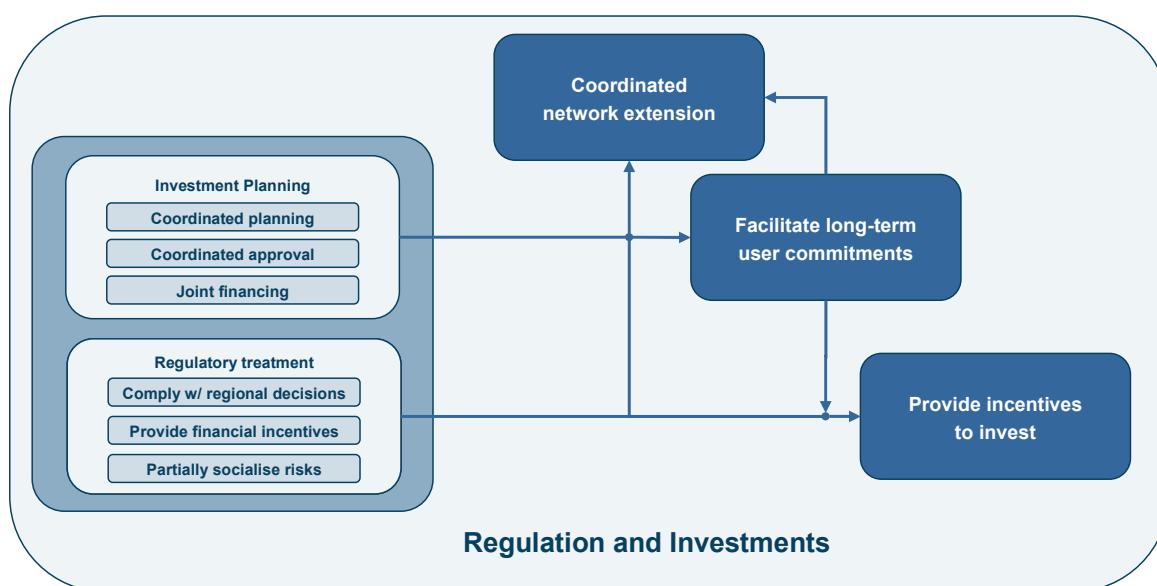 Coordinated
network extension
Investment Planning
Coordinated planning
Coordinated approval
Joint financing
Facilitate long-term
user commitments
Regulatory treatment
Comply w/ regional decisions
Provide financial incentives
Partially socialise risks
Provide incentives
to invest
Regulation and Investments